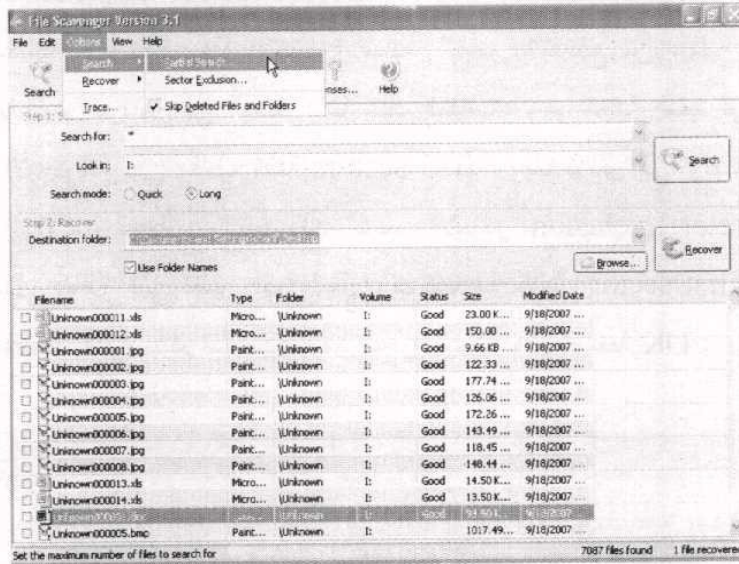 File Scavenger Version 3.1
File Edit Options View Help
Search Partial Search...
Recover Sector Exclusion...
Trace... ✓ Skip Deleted Files and Folders
Search Help
Step 1:
Search for: *
Look in: I:
Search
Search mode: Quick Long
Step 2: Recover
Destination folder:
Recover
Use Folder Names
Browse...
Filename Type Folder Volume Status Size Modified Date
Unknown000011.xls Micro... \Unknown I: Good 23.00 K... 9/18/2007 ...
Unknown000012.xls Micro... \Unknown I: Good 150.00 ... 9/18/2007 ...
Unknown000001.jpg Paint... \Unknown I: Good 9.66 KB ... 9/18/2007 ...
Unknown000002.jpg Paint... \Unknown I: Good 122.33 ... 9/18/2007 ...
Unknown000003.jpg Paint... \Unknown I: Good 177.74 ... 9/18/2007 ...
Unknown000004.jpg Paint... \Unknown I: Good 126.06 ... 9/18/2007 ...
Unknown000005.jpg Paint... \Unknown I: Good 172.26 ... 9/18/2007 ...
Unknown000006.jpg Paint... \Unknown I: Good 143.49 ... 9/18/2007 ...
Unknown000007.jpg Paint... \Unknown I: Good 118.45 ... 9/18/2007 ...
Unknown000008.jpg Paint... \Unknown I: Good 148.44 ... 9/18/2007 ...
Unknown000013.xls Micro... \Unknown I: Good 14.50 K... 9/18/2007 ...
Unknown000014.xls Micro... \Unknown I: Good 13.50 K... 9/18/2007 ...
Unknown000005.bmp Paint... \Unknown I: 1017.49... 9/18/2007 ...
Set the maximum number of files to search for 7087 files found 1 file recovered